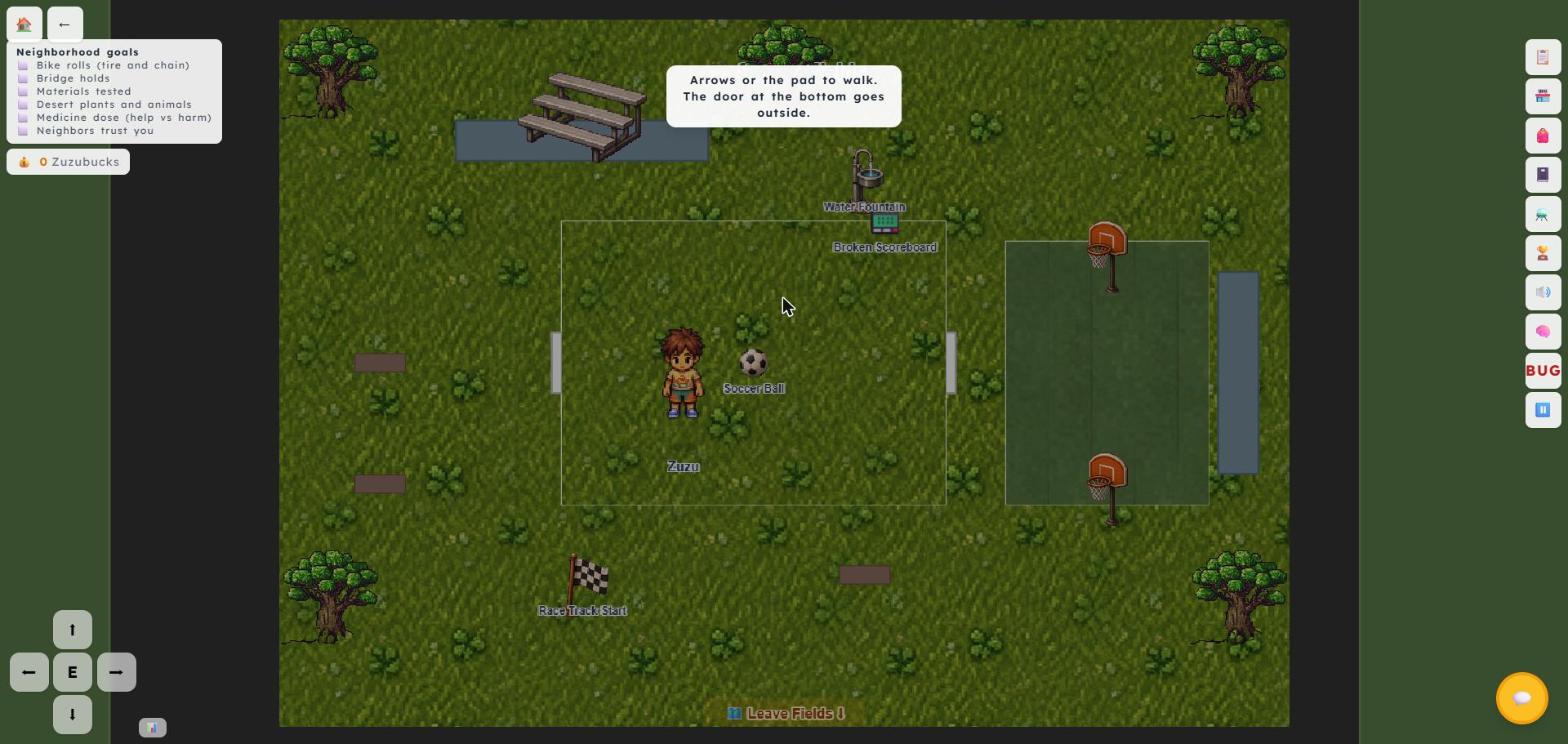 Neighborhood goals
Bike rolls (tire and chain)
Bridge holds
Materials tested
Desert plants and animals
Medicine dose (help vs harm)
Neighbors trust you
0 Zuzubucks
Arrows or the pad to walk.
The door at the bottom goes
outside.
Water Fountain
Broken Scoreboard
Soccer Ball
Zuzu
Race Track Start
Leave Fields ↓
BUG
E